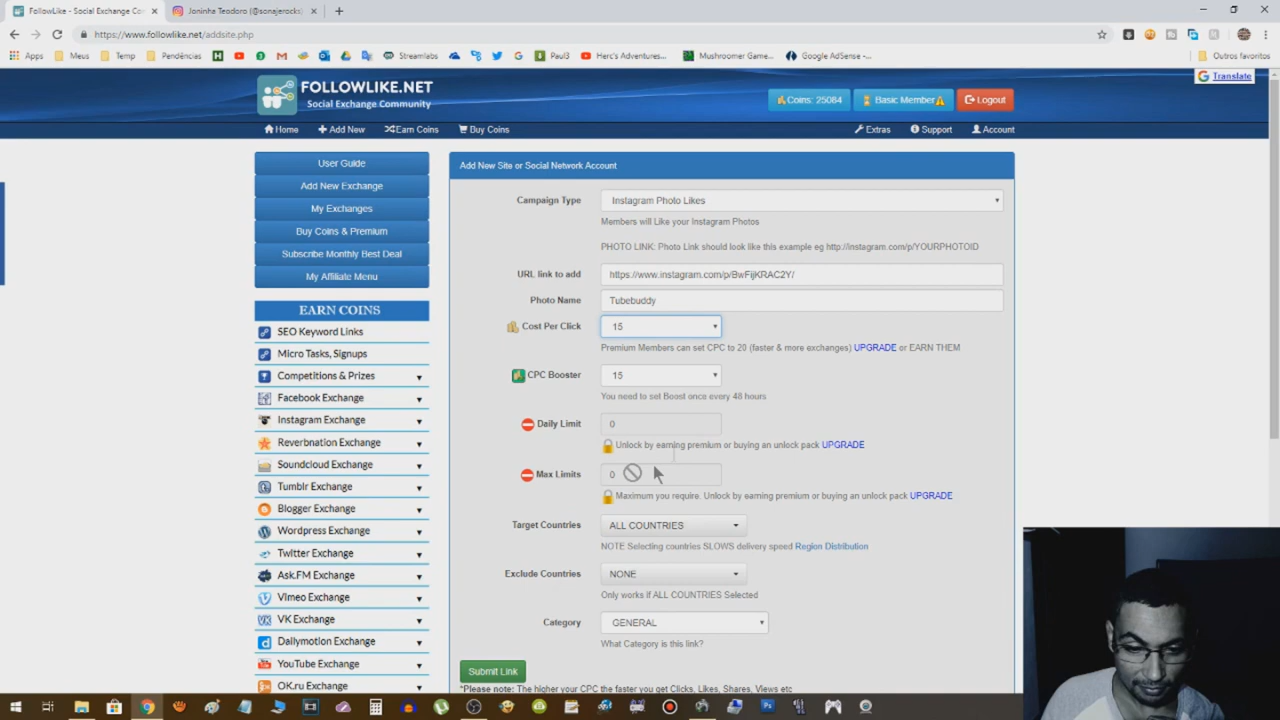 FollowLike - Social Exchange Co
Joninha Teodoro (@sonajerocks)
https://www.followlike.net/addsite.php
Apps Meus Temp Pendências Streamlabs Paul3 Herc's Adventures... Mushroomer Game... Google AdSense -... Outros favoritos
FOLLOWLIKE.NET
Social Exchange Community
Translate
Coins: 25084 Basic Member Logout
Home Add New Earn Coins Buy Coins Extras Support Account
User Guide
Add New Exchange
My Exchanges
Buy Coins & Premium
Subscribe Monthly Best Deal
My Affiliate Menu
EARN COINS
SEO Keyword Links
Micro Tasks, Signups
Competitions & Prizes
Facebook Exchange
Instagram Exchange
Reverbnation Exchange
Soundcloud Exchange
Tumblr Exchange
Blogger Exchange
Wordpress Exchange
Twitter Exchange
Ask.FM Exchange
Vimeo Exchange
VK Exchange
Dailymotion Exchange
YouTube Exchange
OK.ru Exchange
Add New Site or Social Network Account
Campaign Type Instagram Photo Likes
Members will Like your Instagram Photos
PHOTO LINK: Photo Link should look like this example eg http://instagram.com/p/YOURPHOTOID
URL link to add https://www.instagram.com/p/BwFijKRAC2Y/
Photo Name Tubebuddy
Cost Per Click 15
Premium Members can set CPC to 20 (faster & more exchanges) UPGRADE or EARN THEM
CPC Booster 15
You need to set Boost once every 48 hours
Daily Limit 0
Unlock by earning premium or buying an unlock pack UPGRADE
Max Limits 0
Maximum you require. Unlock by earning premium or buying an unlock pack UPGRADE
Target Countries ALL COUNTRIES
NOTE Selecting countries SLOWS delivery speed Region Distribution
Exclude Countries NONE
Only works if ALL COUNTRIES Selected
Category GENERAL
What Category is this link?
Submit Link
*Please note: The higher your CPC the faster you get Clicks, Likes, Shares, Views etc